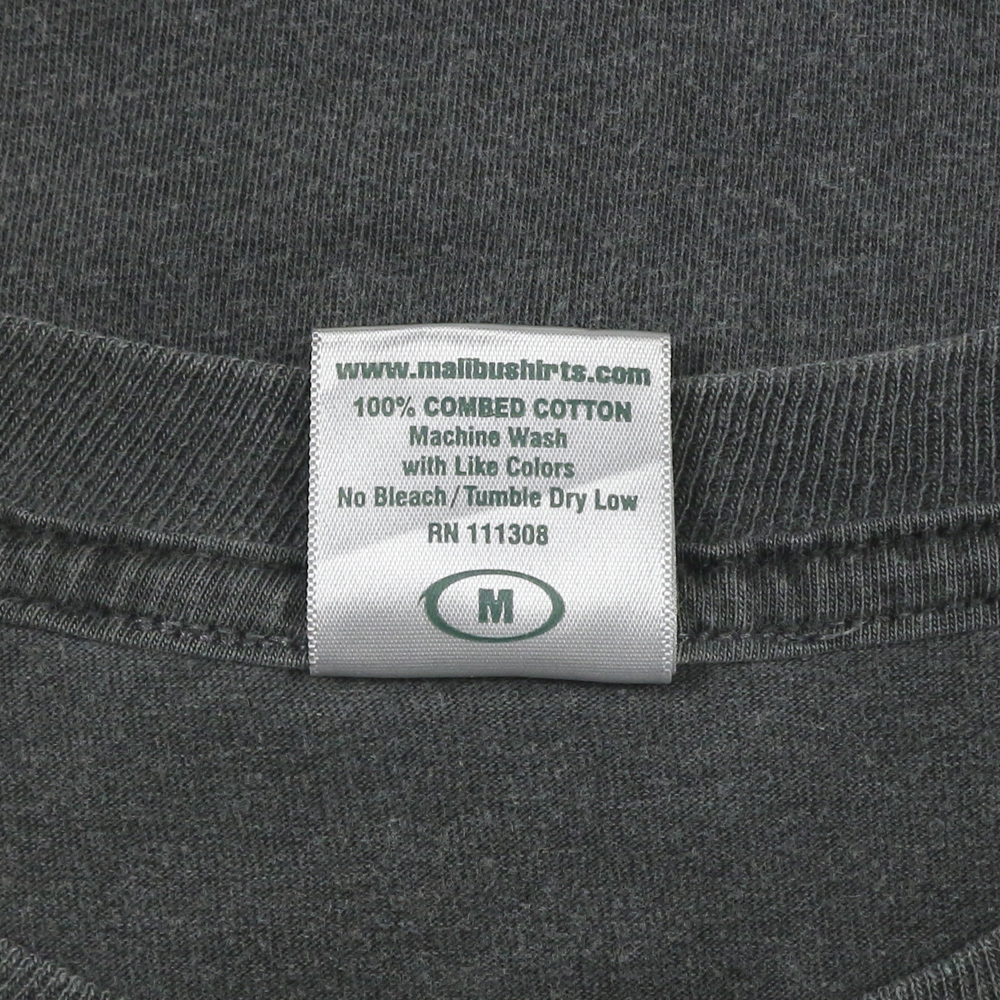 www.malibushirts.com
100% COMBED COTTON
Machine Wash
with Like Colors
No Bleach/Tumble Dry Low
RN 111308
M